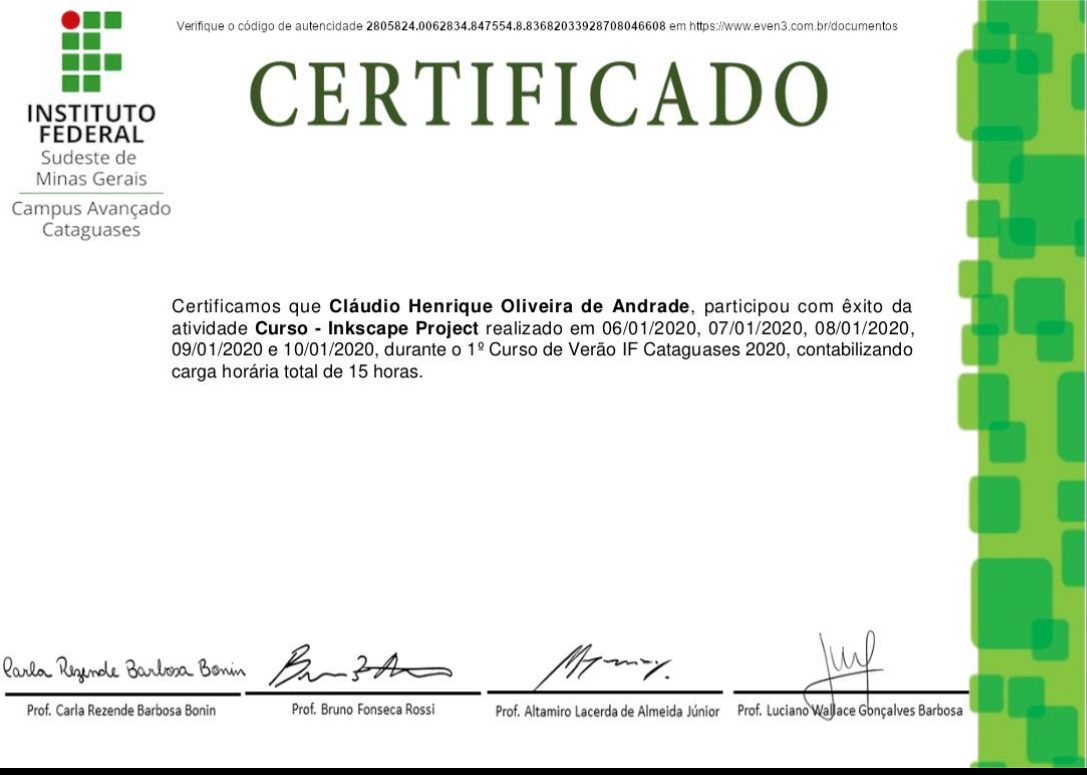 Verifique o código de autencidade 2805824.0062834.847554.8.83682033928708046608 em https://www.even3.com.br/documentos
CERTIFICADO
INSTITUTO
FEDERAL
Sudeste de
Minas Gerais
Campus Avançado
Cataguases
Certificamos que Cláudio Henrique Oliveira de Andrade, participou com êxito da
atividade Curso - Inkscape Project realizado em 06/01/2020, 07/01/2020, 08/01/2020,
09/01/2020 e 10/01/2020, durante o 1º Curso de Verão IF Cataguases 2020, contabilizando
carga horária total de 15 horas.
Carla Rezende Barbosa Bonin
Prof. Carla Rezende Barbosa Bonin
Prof. Bruno Fonseca Rossi
Prof. Altamiro Lacerda de Almeida Júnior
Prof. Luciano Wallace Gonçalves Barbosa